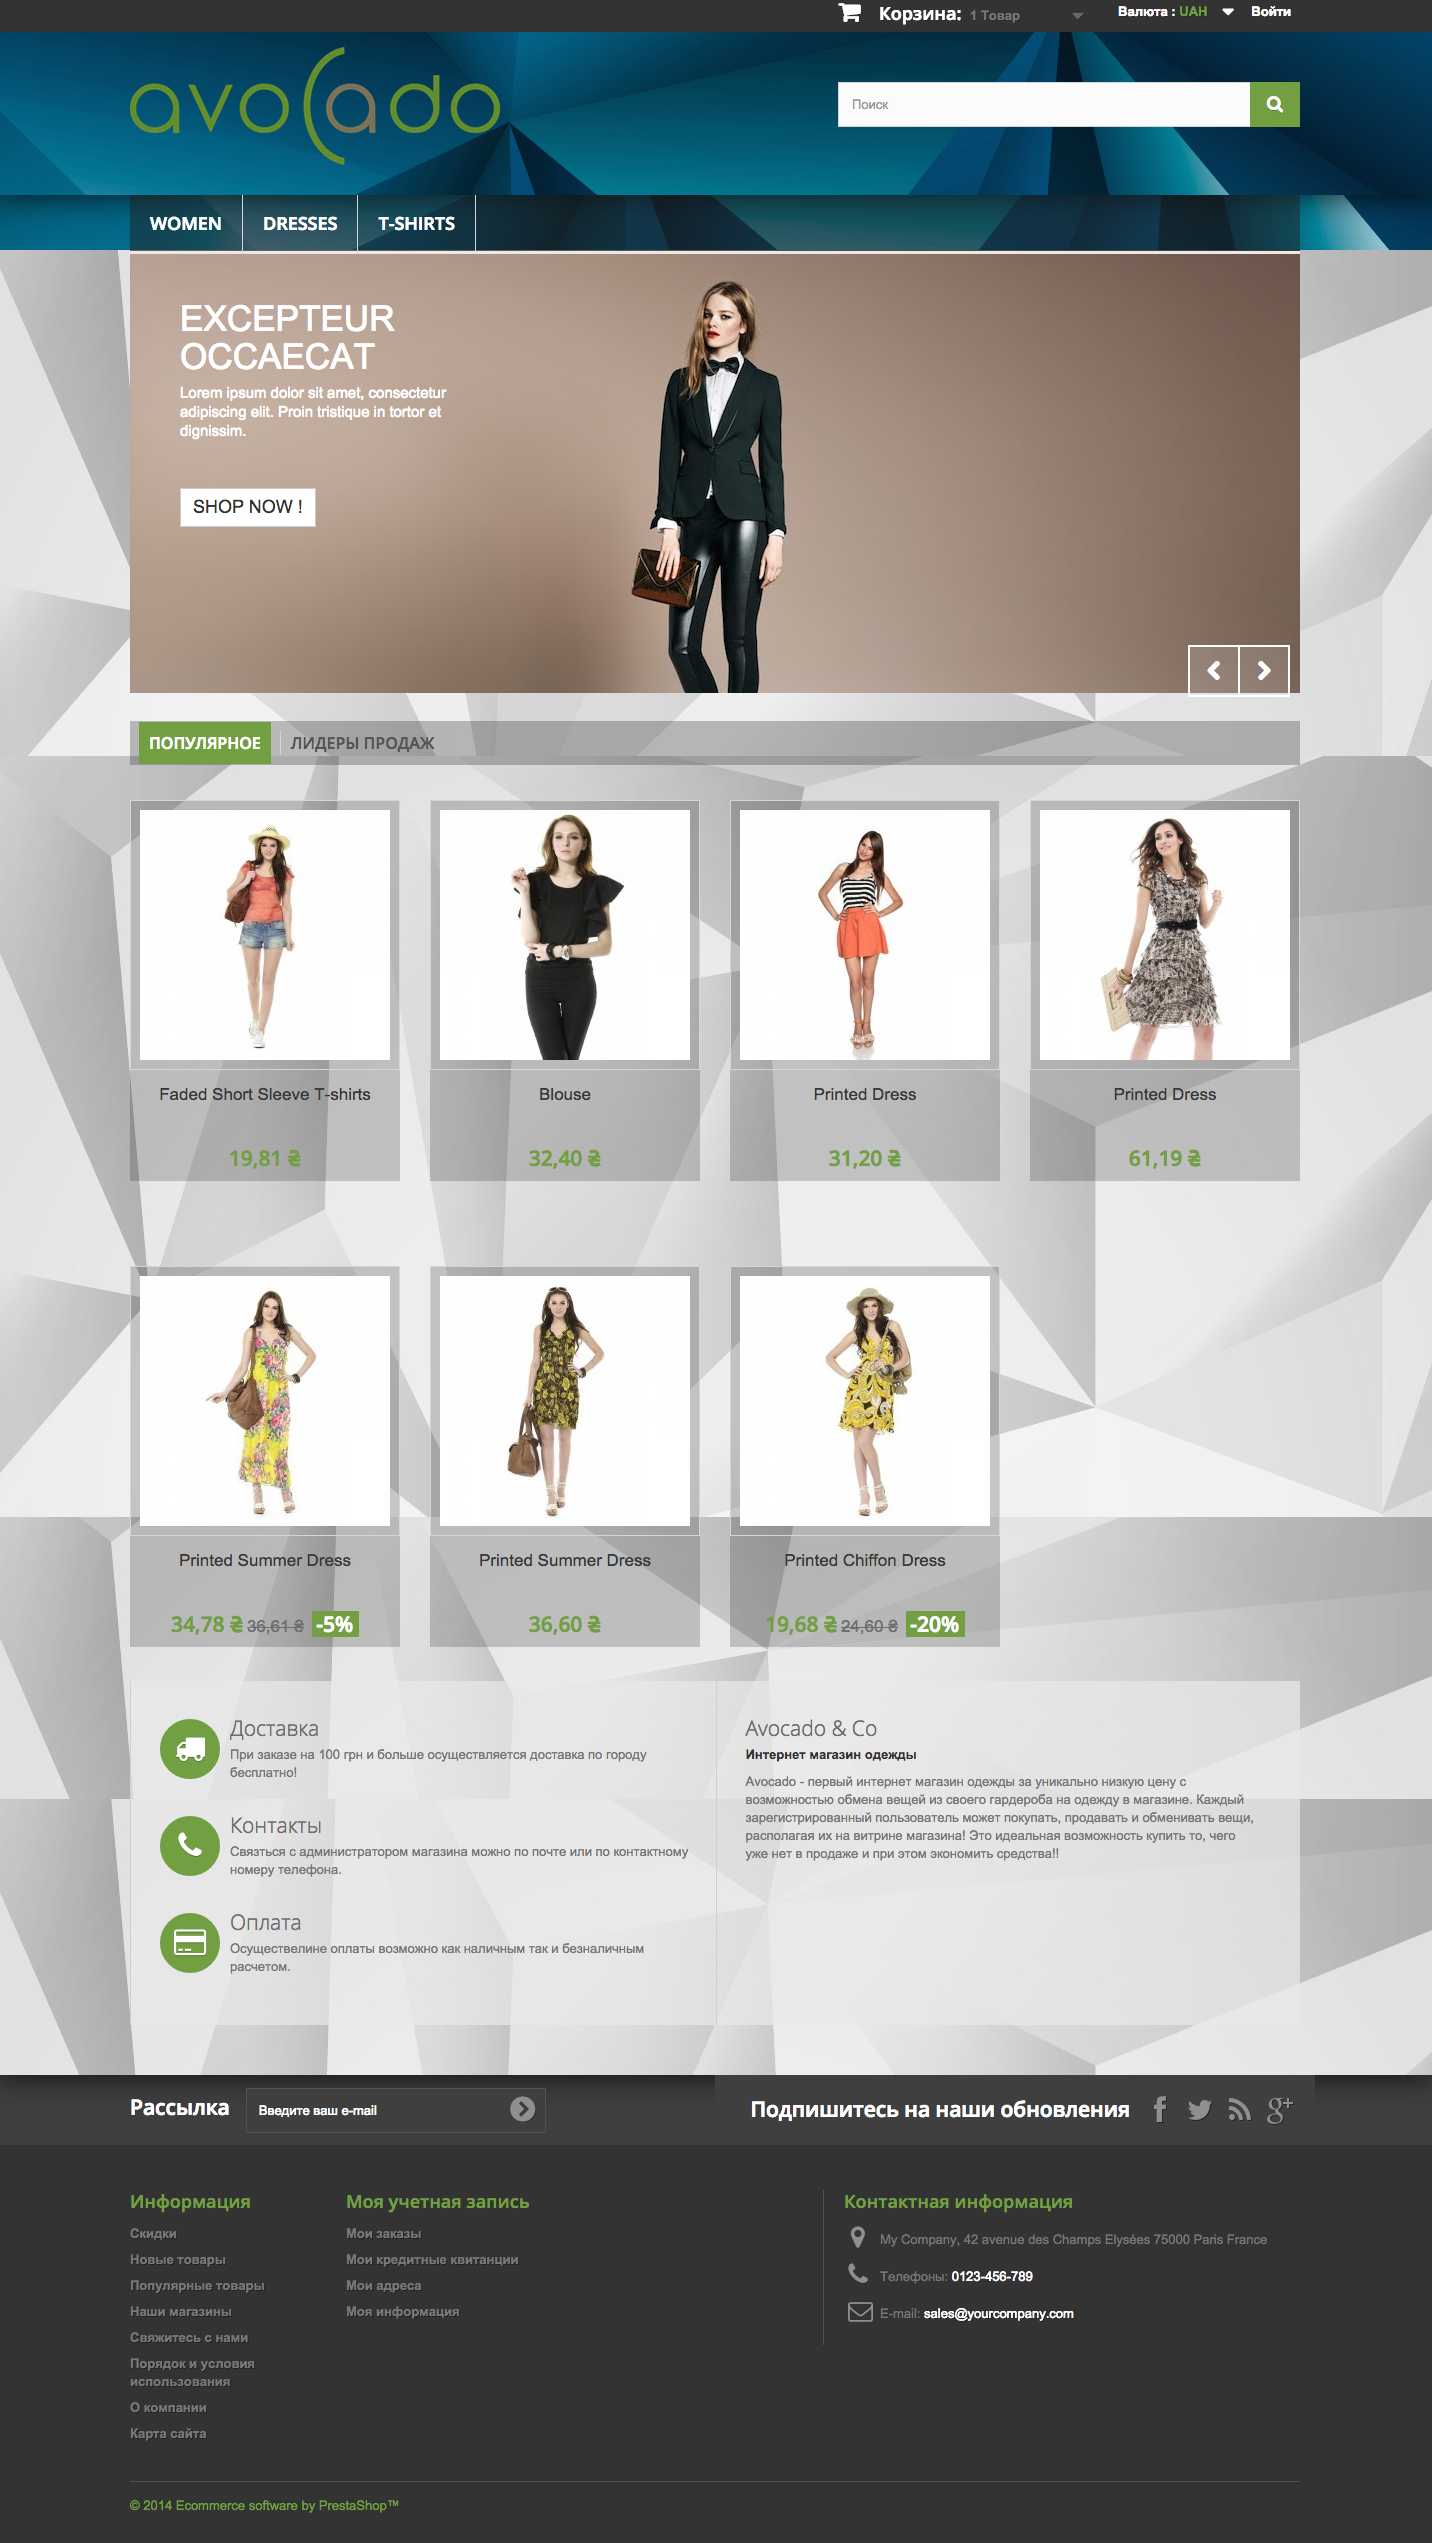 Корзина: 1 Товар
Валюта : UAH
Войти
avocado
Поиск
WOMEN
DRESSES
T-SHIRTS
EXCEPTEUR
OCCAECAT
Lorem ipsum dolor sit amet, consectetur
adipiscing elit. Proin tristique in tortor et
dignissim.
SHOP NOW !
ПОПУЛЯРНОЕ
ЛИДЕРЫ ПРОДАЖ
Faded Short Sleeve T-shirts
19,81 ₴
Blouse
32,40 ₴
Printed Dress
31,20 ₴
Printed Dress
61,19 ₴
Printed Summer Dress
34,78 ₴ 36,61 ₴ -5%
Printed Summer Dress
36,60 ₴
Printed Chiffon Dress
19,68 ₴ 24,60 ₴ -20%
Доставка
При заказе на 100 грн и больше осуществляется доставка по городу
бесплатно!
Контакты
Связться с администратором магазина можно по почте или по контактному
номеру телефона.
Оплата
Осуществелине оплаты возможно как наличным так и безналичным
расчетом.
Avocado & Co
Интернет магазин одежды
Avocado - первый интернет магазин одежды за уникально низкую цену с
возможностью обмена вещей из своего гардероба на одежду в магазине. Каждый
зарегистрированный пользователь может покупать, продавать и обменивать вещи,
располагая их на витрине магазина! Это идеальная возможность купить то, чего
уже нет в продаже и при этом экономить средства!!
Рассылка
Введите ваш e-mail
Подпишитесь на наши обновления
Информация
Скидки
Новые товары
Популярные товары
Наши магазины
Свяжитесь с нами
Порядок и условия
использования
О компании
Карта сайта
Моя учетная запись
Мои заказы
Мои кредитные квитанции
Мои адреса
Моя информация
Контактная информация
My Company, 42 avenue des Champs Elysées 75000 Paris France
Телефоны: 0123-456-789
E-mail: sales@yourcompany.com
© 2014 Ecommerce software by PrestaShop™